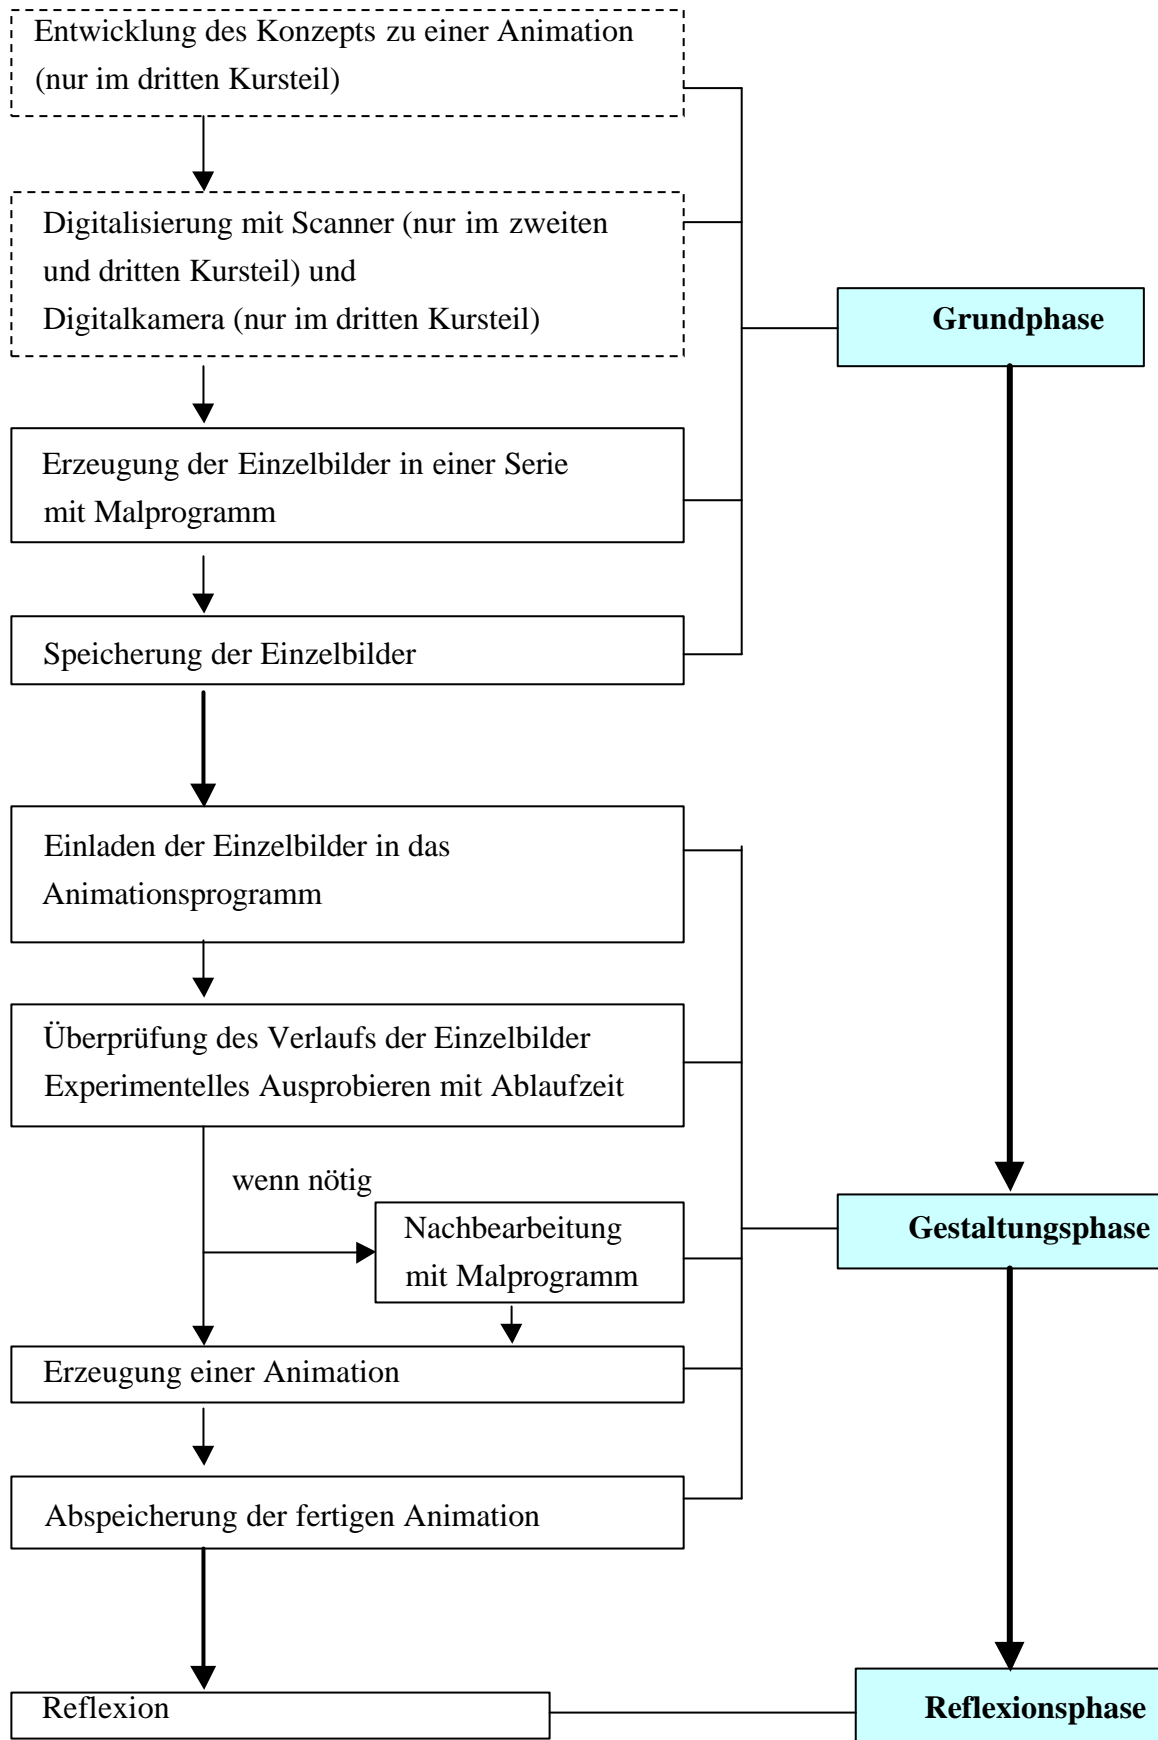 Entwicklung des Konzepts zu einer Animation
(nur im dritten Kursteil)
Digitalisierung mit Scanner (nur im zweiten
und dritten Kursteil) und
Digitalkamera (nur im dritten Kursteil)
Grundphase
Erzeugung der Einzelbilder in einer Serie
mit Malprogramm
Speicherung der Einzelbilder
Einladen der Einzelbilder in das
Animationsprogramm
Überprüfung des Verlaufs der Einzelbilder
Experimentelles Ausprobieren mit Ablaufzeit
wenn nötig
Nachbearbeitung
mit Malprogramm
Gestaltungsphase
Erzeugung einer Animation
Abspeicherung der fertigen Animation
Reflexion
Reflexionsphase